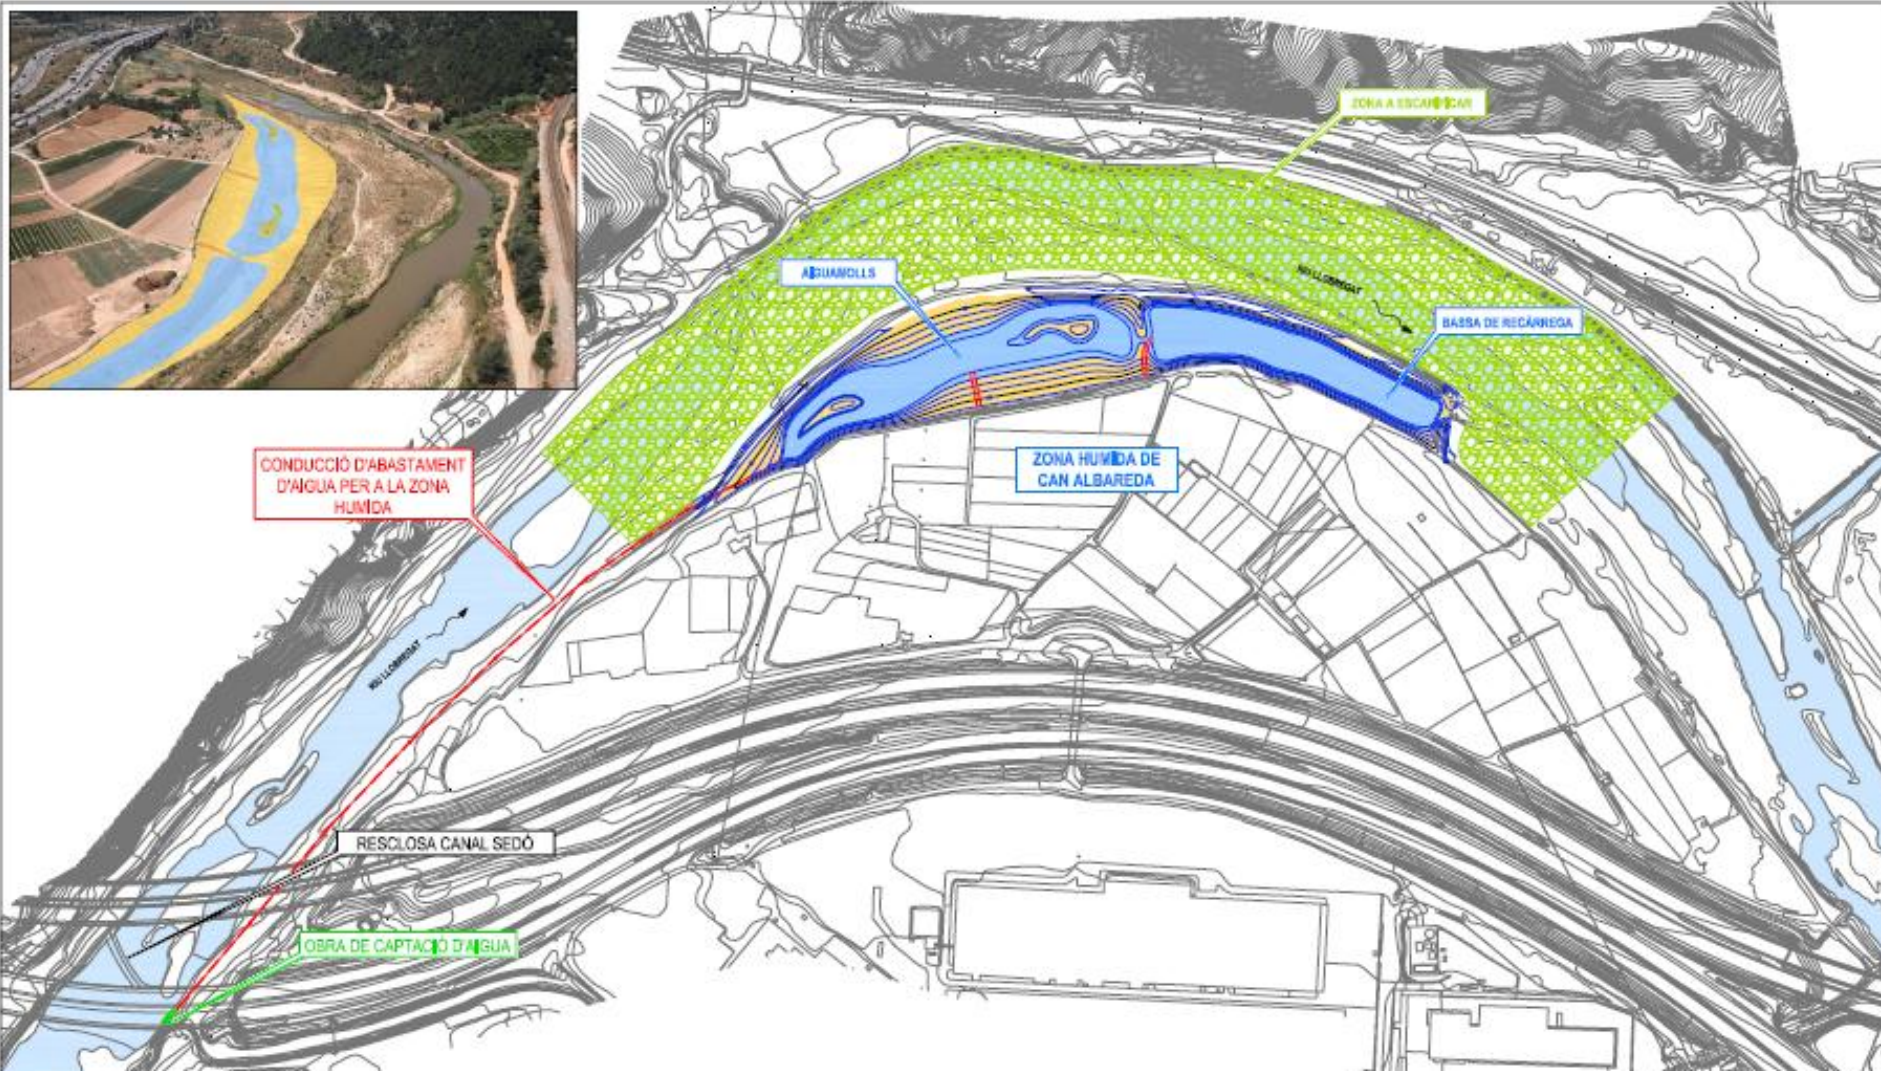 ZONA A ESCARIFICAR
AIGUAMOLLS
RIU LLOBREGAT
BASSA DE RECÀRREGA
ZONA HUMIDA DE
CAN ALBAREDA
CONDUCCIÓ D'ABASTAMENT
D'AIGUA PER A LA ZONA
HUMIDA
RIU LLOBREGAT
RESCLOSA CANAL SEDÓ
OBRA DE CAPTACIÓ D'AIGUA